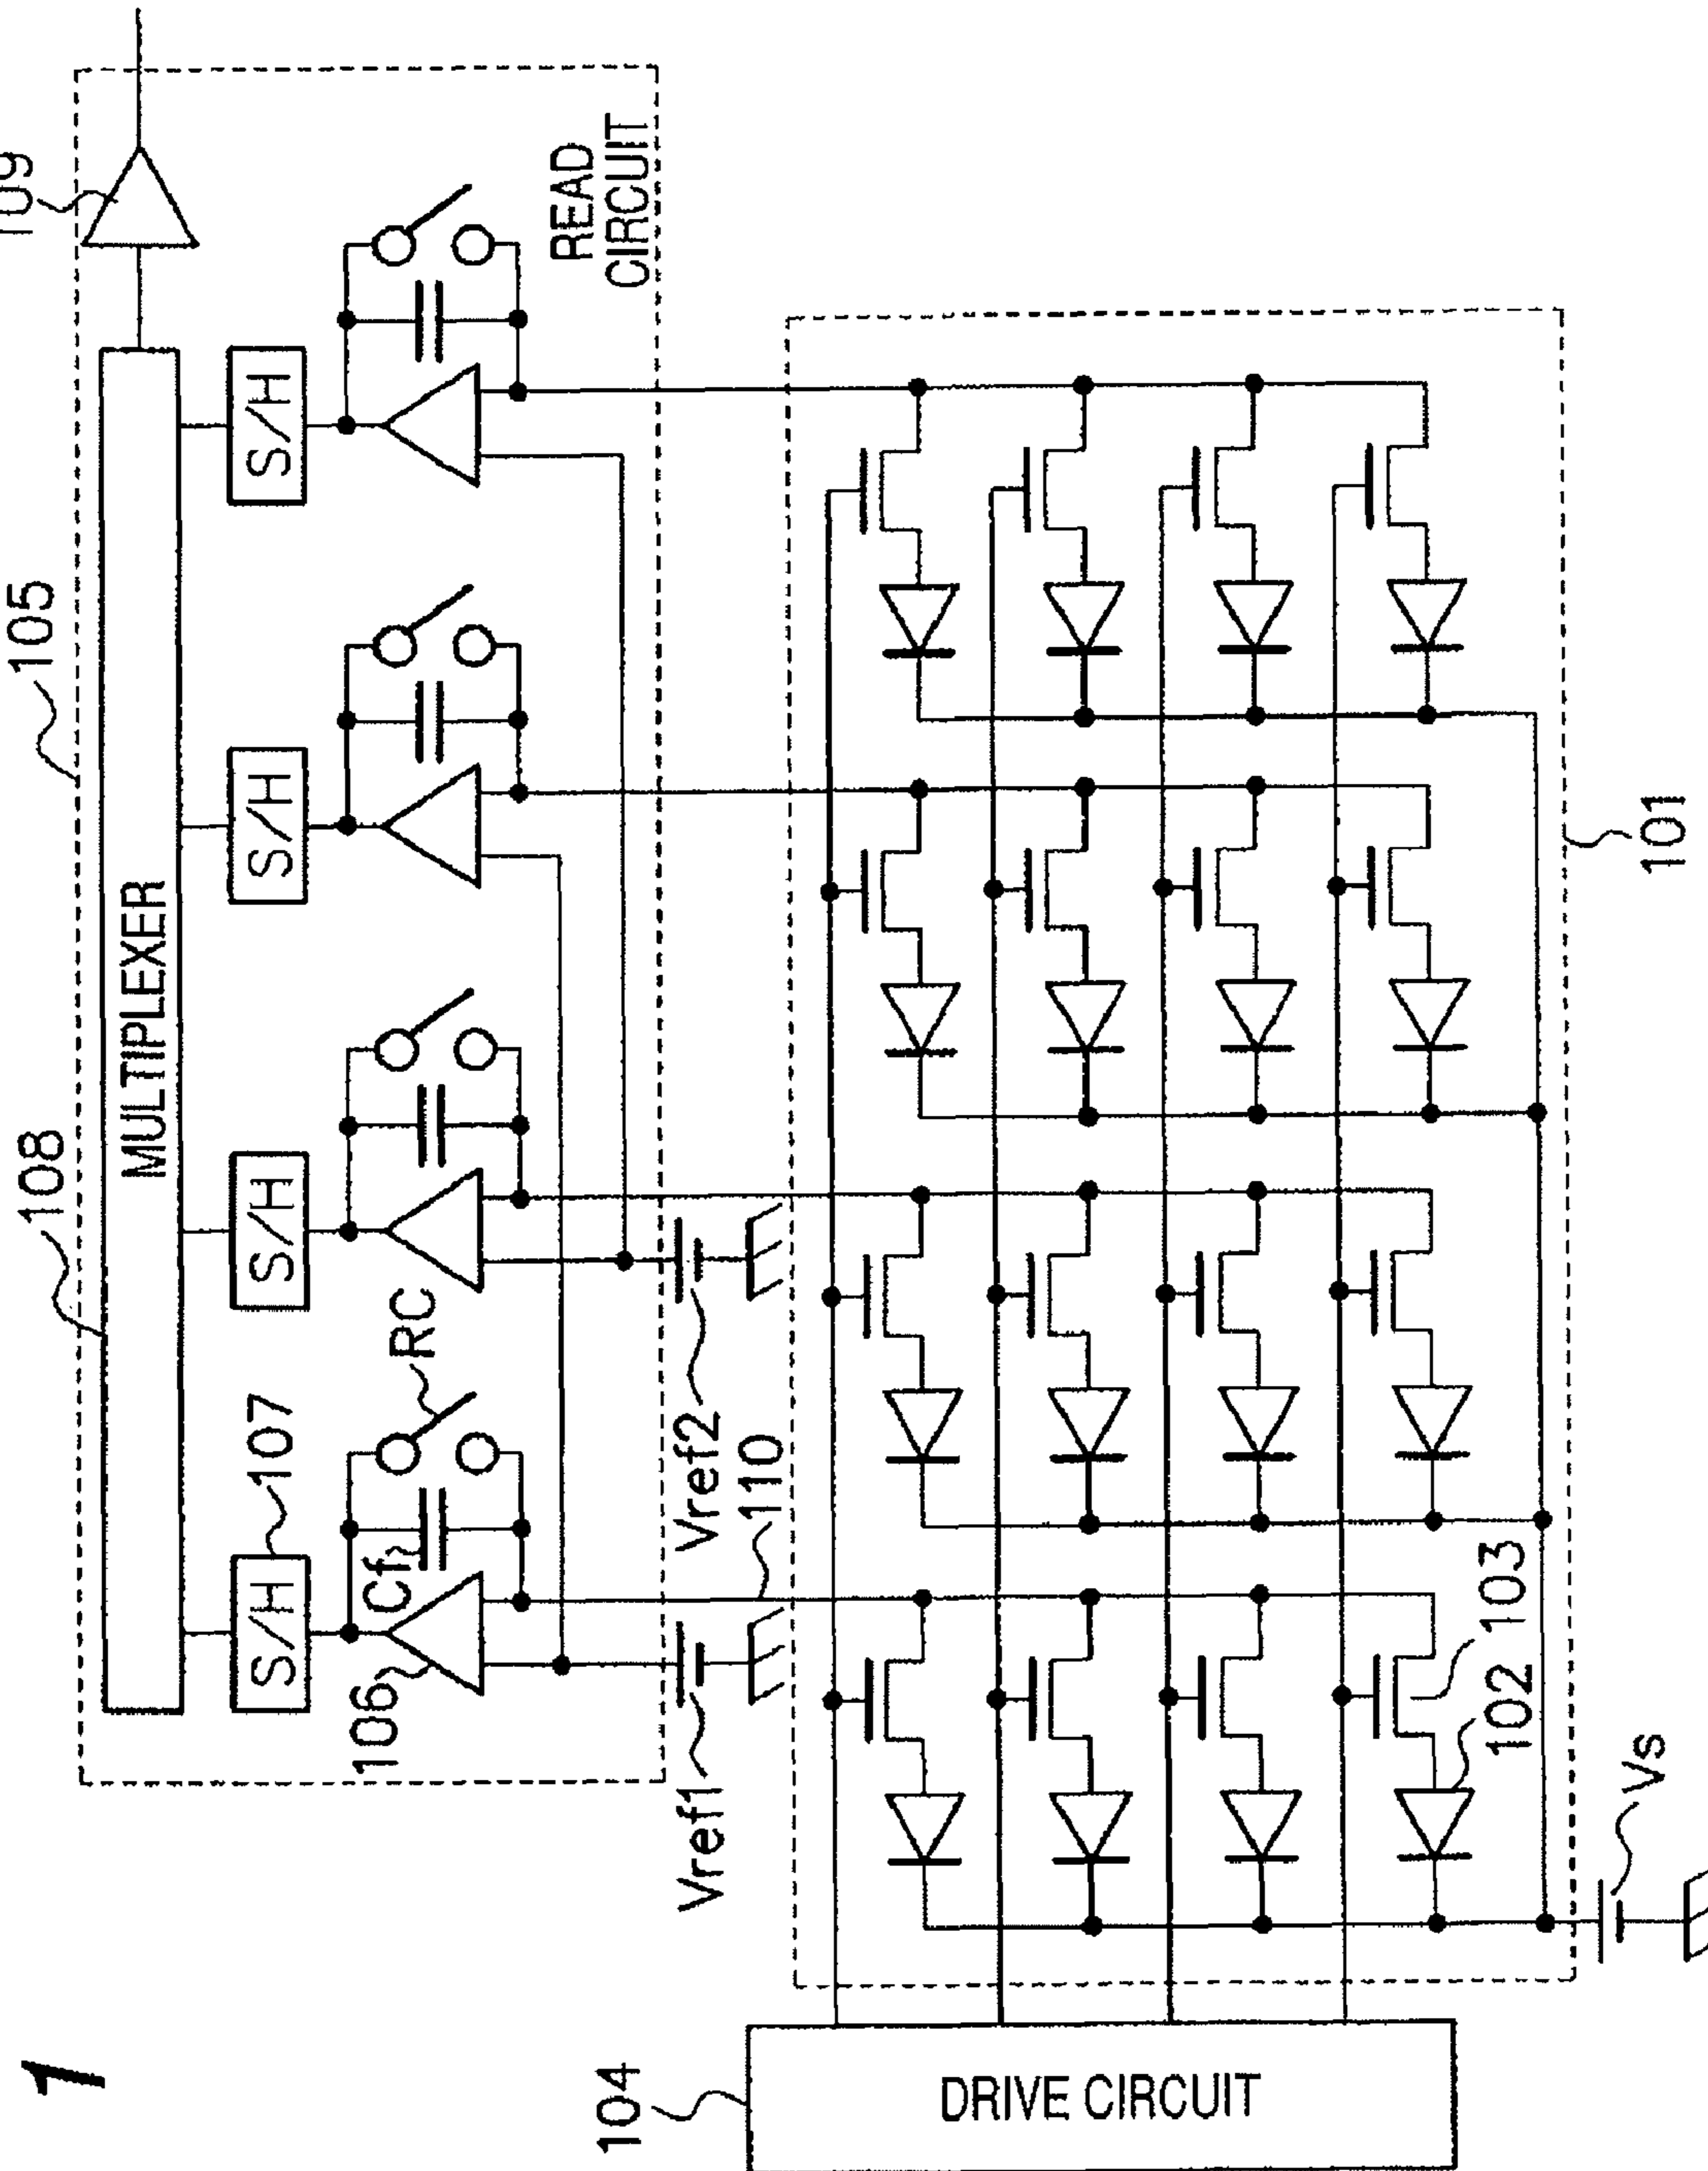 1
109
105
108
MULTIPLEXER
S/H
S/H
S/H
S/H
107
Cf
RC
106
READ
CIRCUIT
Vref1
Vref2
110
104
DRIVE CIRCUIT
103
102
101
Vs